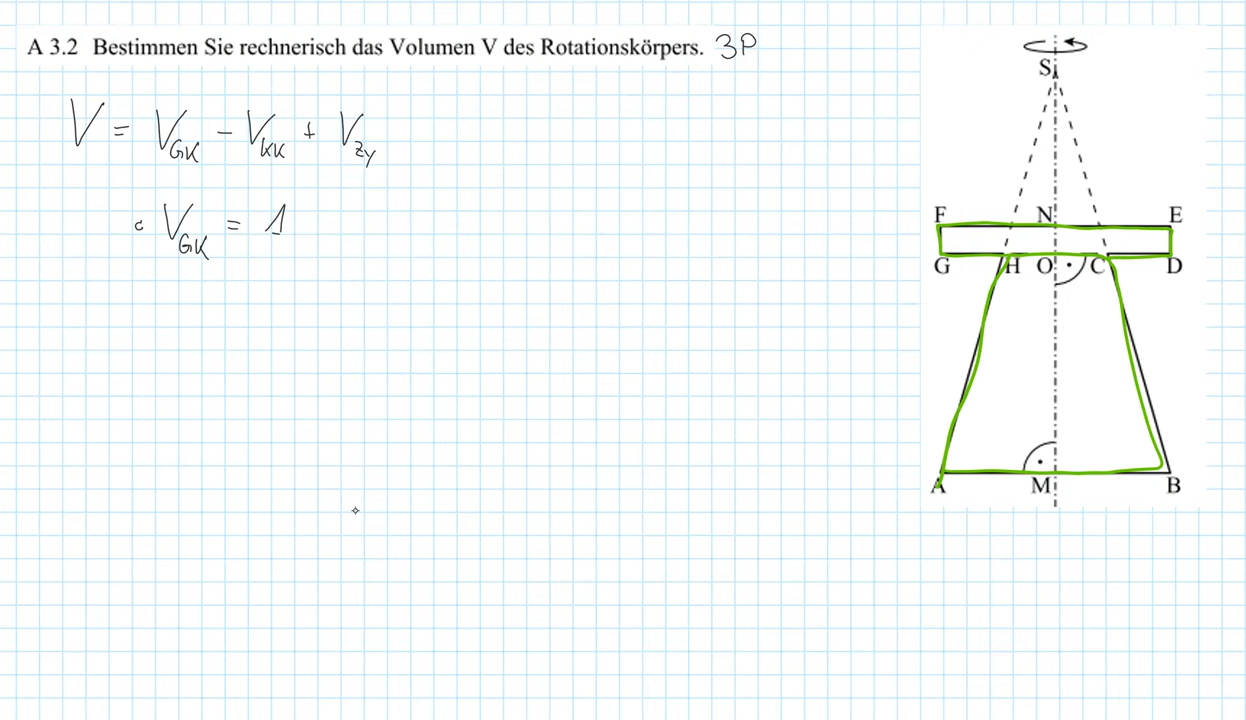 A 3.2 Bestimmen Sie rechnerisch das Volumen V des Rotationskörpers. 3P
V = V_GK - V_KK + V_Zy
• V_GK = 1
S
F N E
G H O C D
A M B